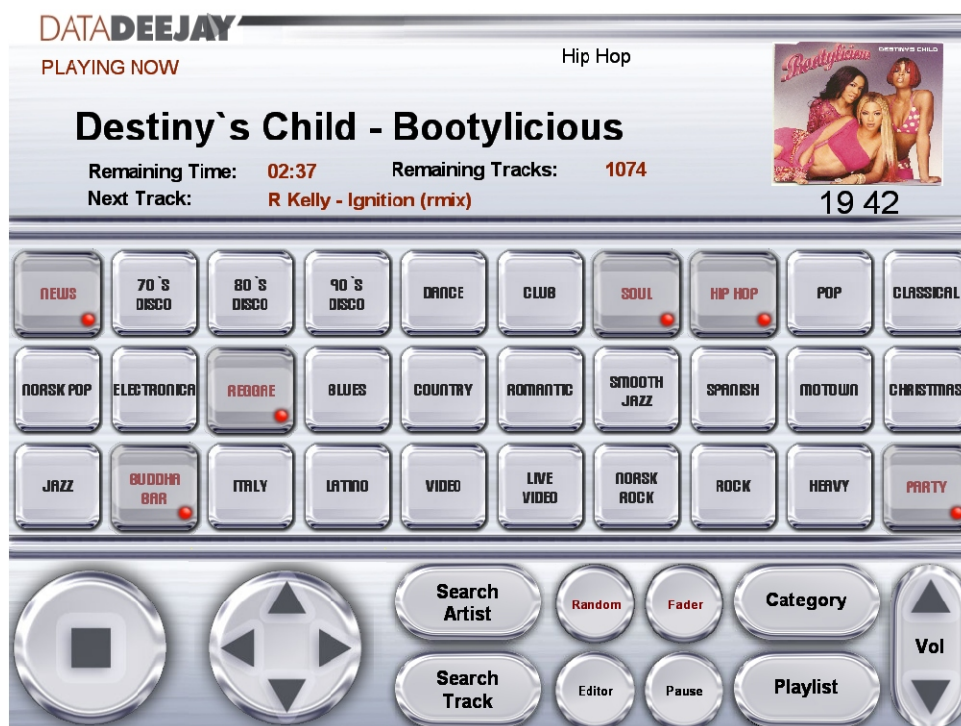 DATADEEJAY
PLAYING NOW
Hip Hop
Bootylicious
DESTINY'S CHILD
Destiny`s Child - Bootylicious
Remaining Time: 02:37 Remaining Tracks: 1074
Next Track: R Kelly - Ignition (rmix)
19 42
NEWS
70`S
DISCO
80`S
DISCO
90`S
DISCO
DANCE
CLUB
SOUL
HIP HOP
POP
CLASSICAL
NORSK POP
ELECTRONICA
REGGAE
BLUES
COUNTRY
ROMANTIC
SMOOTH
JAZZ
SPANISH
MOTOWN
CHRISTMAS
JAZZ
BUDDHA
BAR
ITALY
LATINO
VIDEO
LIVE
VIDEO
NORSK
ROCK
ROCK
HEAVY
PARTY
Search
Artist
Random
Fader
Category
Vol
Search
Track
Editor
Pause
Playlist